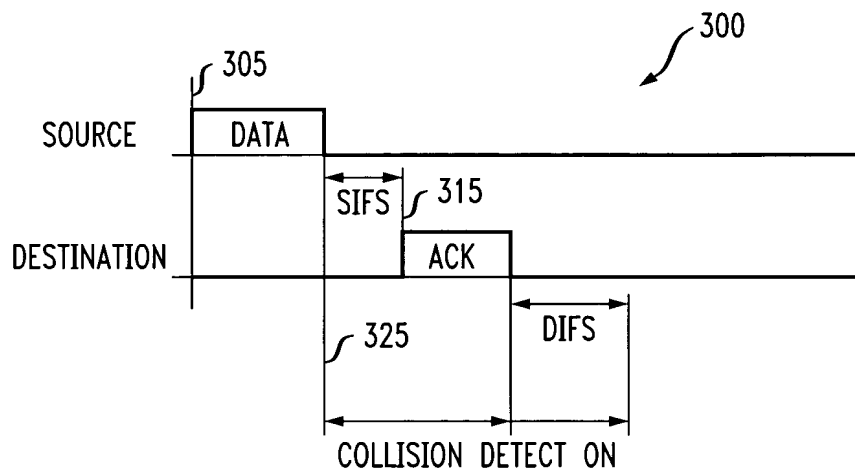 300
305
SOURCE
DATA
SIFS
315
DESTINATION
ACK
DIFS
325
COLLISION DETECT ON